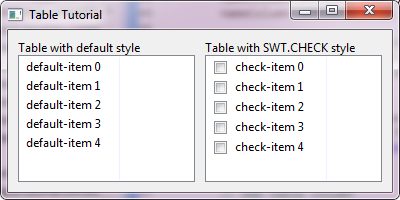 Table Tutorial
Table with default style
default-item 0
default-item 1
default-item 2
default-item 3
default-item 4
Table with SWT.CHECK style
check-item 0
check-item 1
check-item 2
check-item 3
check-item 4